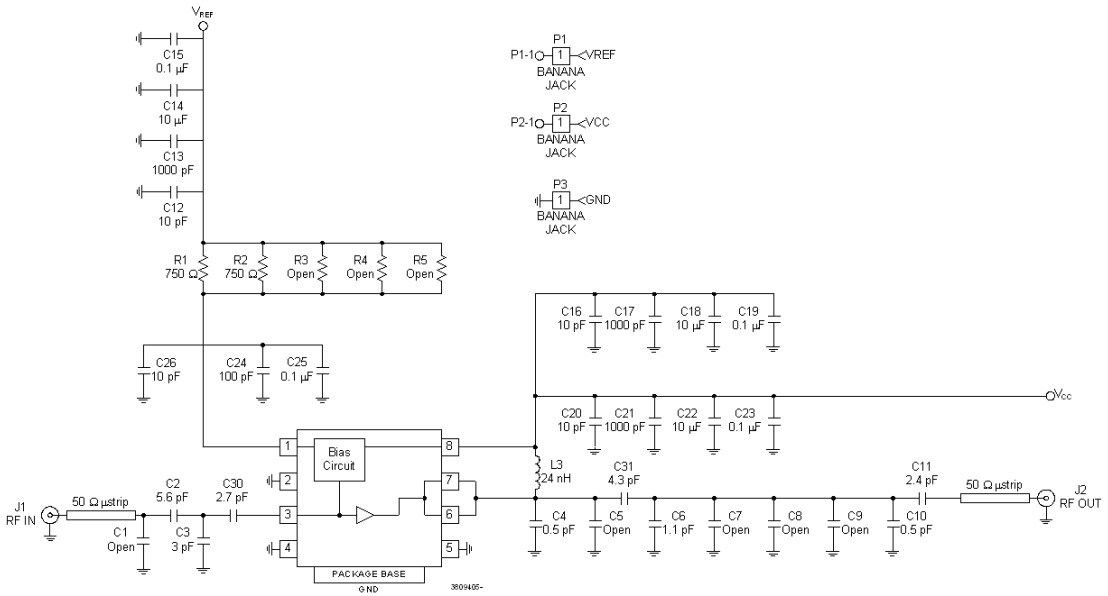 VREF
C15
0.1 µF
C14
10 µF
C13
1000 pF
C12
10 pF
P1
P1-1 1 VREF
BANANA
JACK
P2
P2-1 1 VCC
BANANA
JACK
P3
1 GND
BANANA
JACK
R1
750 Ω
R2
750 Ω
R3
Open
R4
Open
R5
Open
C16
10 pF
C17
1000 pF
C18
10 µF
C19
0.1 µF
C26
10 pF
C24
100 pF
C25
0.1 µF
VCC
C20
10 pF
C21
1000 pF
C22
10 µF
C23
0.1 µF
1
2
3
4
Bias
Circuit
8
7
6
5
L3
24 nH
C31
4.3 pF
C11
2.4 pF
50 Ω µstrip
J2
RF OUT
J1
RF IN
50 Ω µstrip
C2
5.6 pF
C30
2.7 pF
C1
Open
C3
3 pF
C4
0.5 pF
C5
Open
C6
1.1 pF
C7
Open
C8
Open
C9
Open
C10
0.5 pF
PACKAGE BASE
GND
3809405-